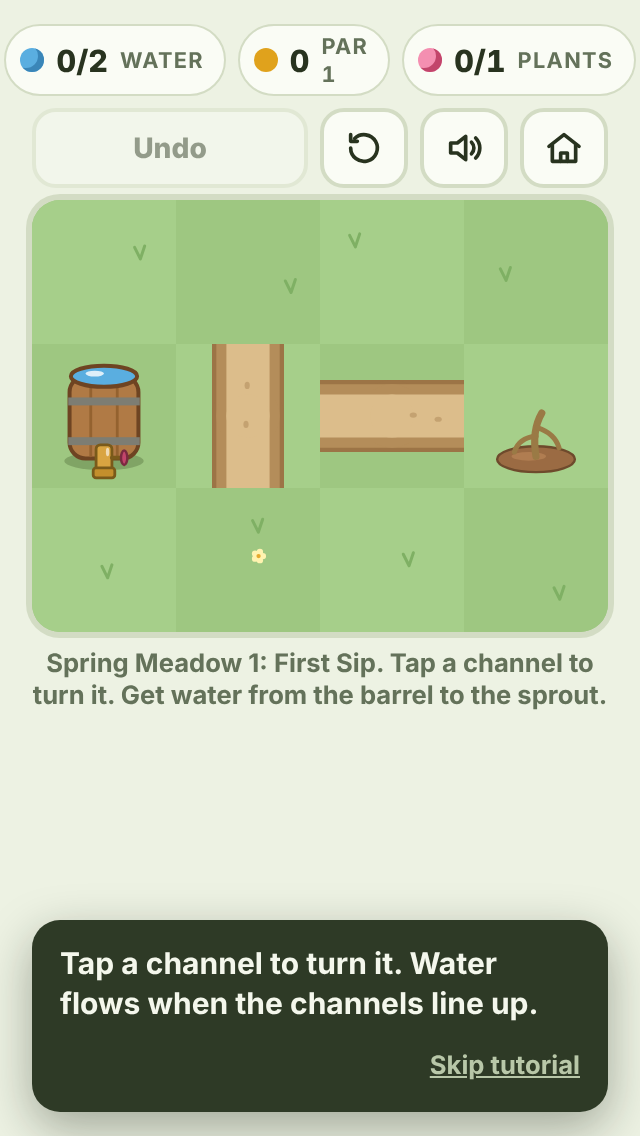 0/2 WATER
0 PAR 1
0/1 PLANTS
Undo
Spring Meadow 1: First Sip. Tap a channel to
turn it. Get water from the barrel to the sprout.
Tap a channel to turn it. Water
flows when the channels line up.
Skip tutorial